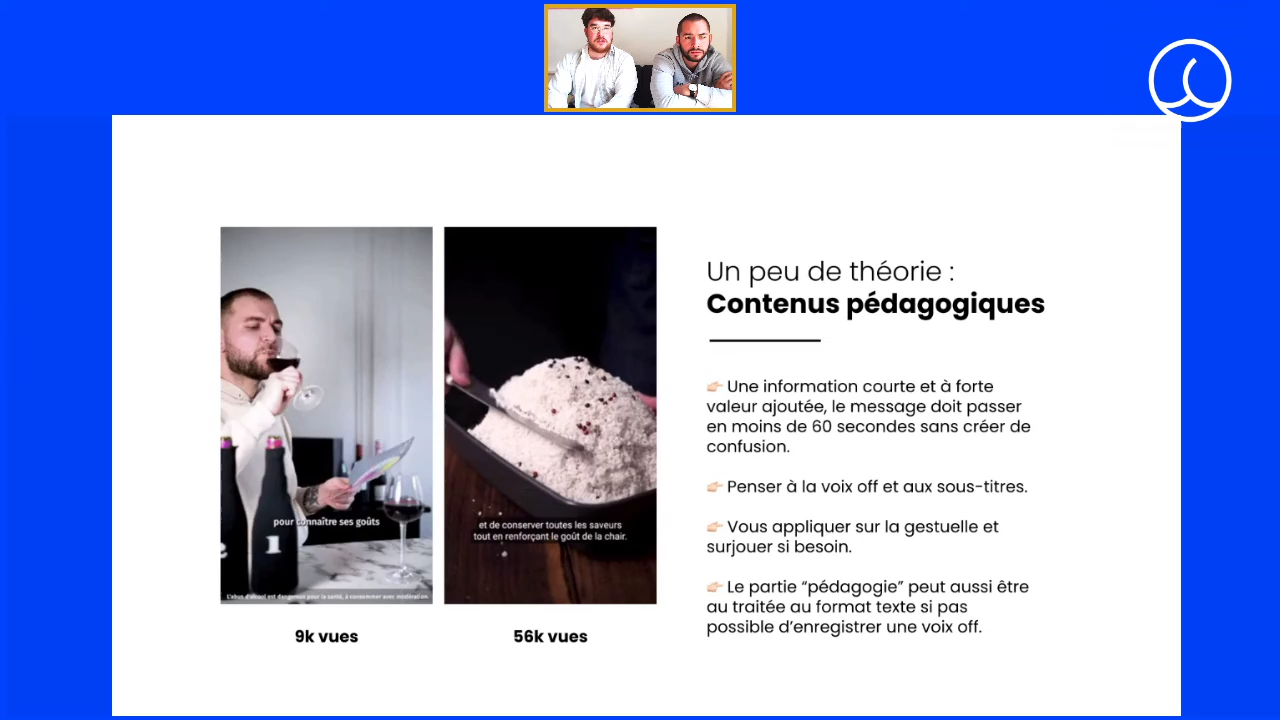 Un peu de théorie :
Contenus pédagogiques
👉🏻 Une information courte et à forte
valeur ajoutée, le message doit passer
en moins de 60 secondes sans créer de
confusion.
👉🏻 Penser à la voix off et aux sous-titres.
👉🏻 Vous appliquer sur la gestuelle et
surjouer si besoin.
👉🏻 Le partie “pédagogie” peut aussi être
au traitée au format texte si pas
possible d’enregistrer une voix off.
pour connaître ses goûts
1
L'abus d'alcool est dangereux pour la santé, à consommer avec modération.
et de conserver toutes les saveurs
tout en renforçant le goût de la chair.
9k vues
56k vues